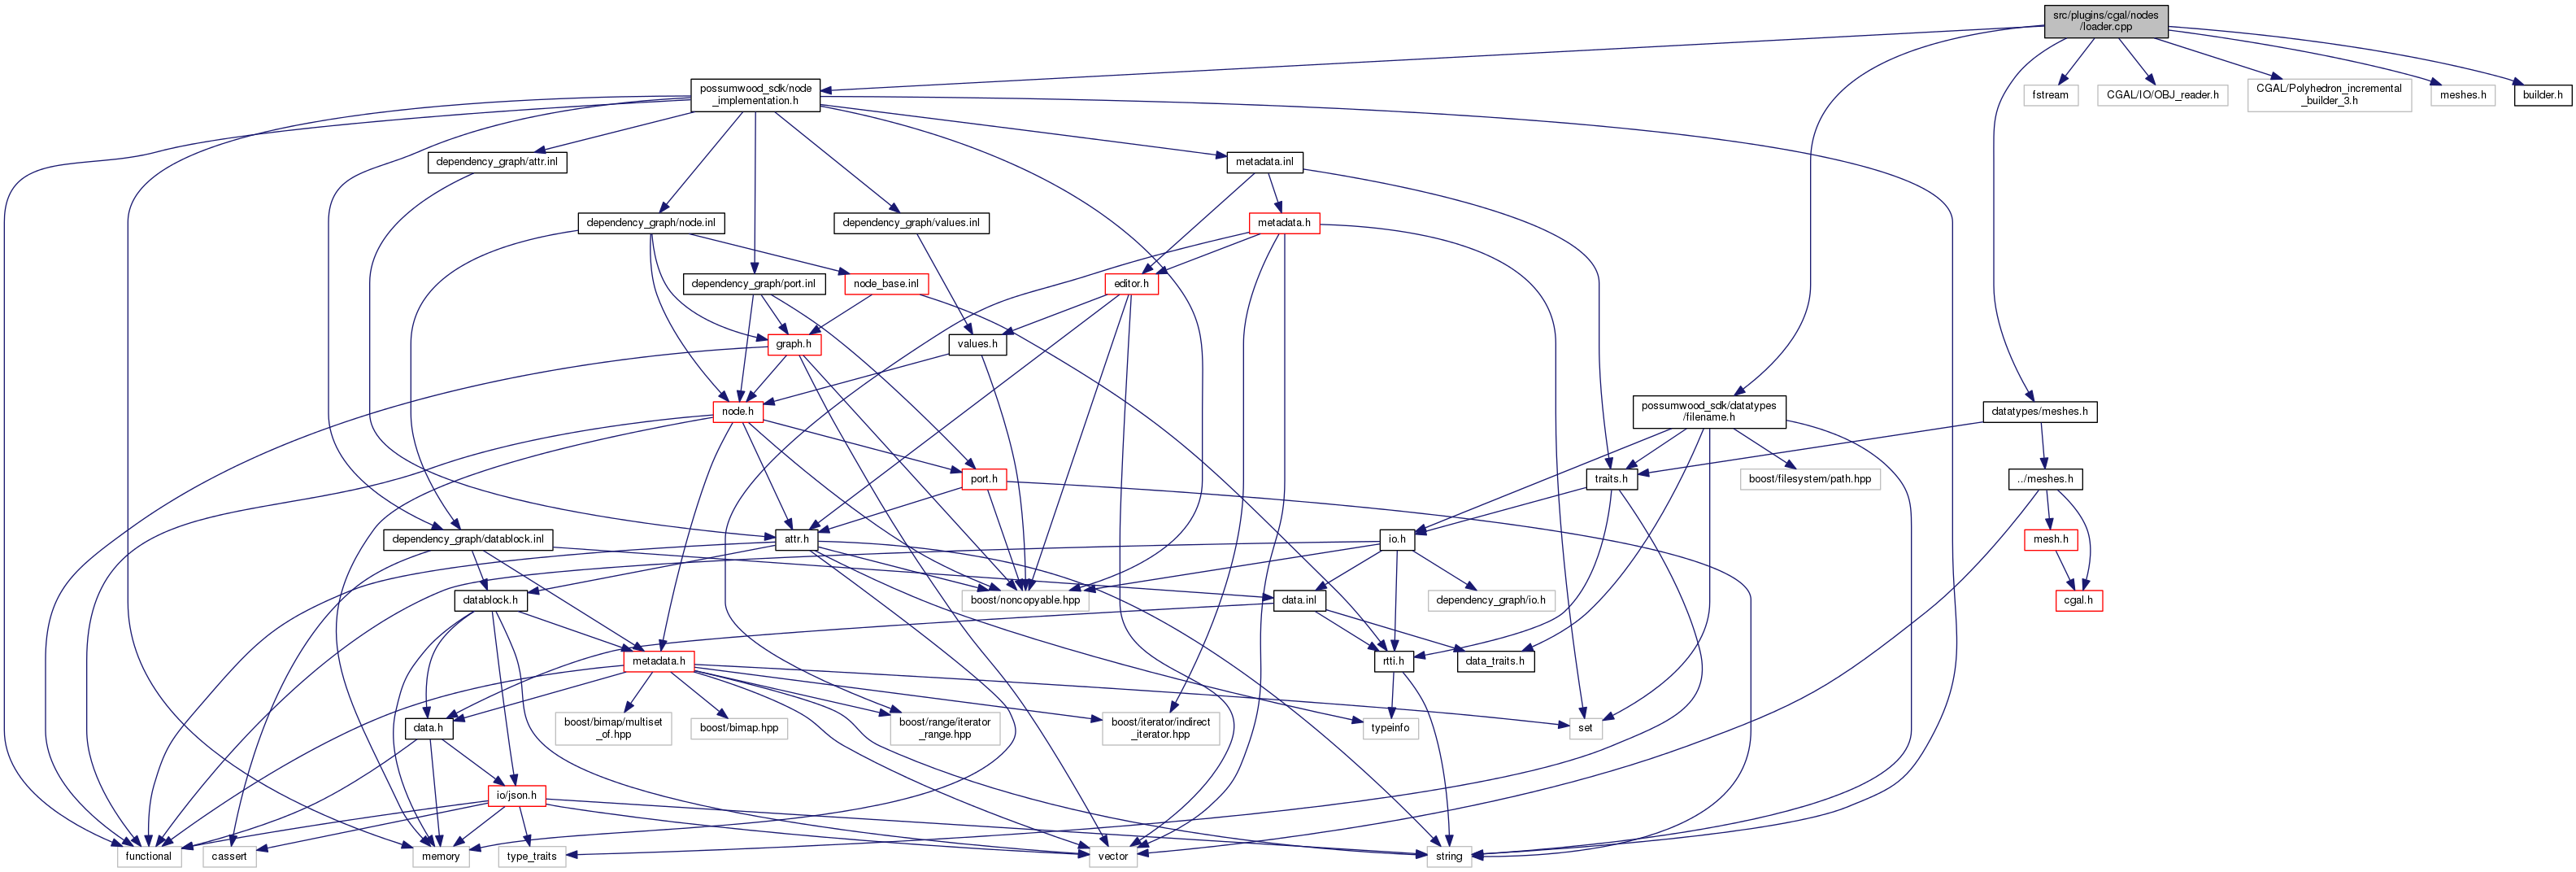 src/plugins/cgal/nodes
/loader.cpp
possumwood_sdk/node
_implementation.h
fstream
CGAL/IO/OBJ_reader.h
CGAL/Polyhedron_incremental
_builder_3.h
meshes.h
builder.h
dependency_graph/attr.inl
metadata.inl
dependency_graph/node.inl
dependency_graph/values.inl
metadata.h
dependency_graph/port.inl
node_base.inl
editor.h
graph.h
values.h
node.h
possumwood_sdk/datatypes
/filename.h
datatypes/meshes.h
port.h
traits.h
boost/filesystem/path.hpp
../meshes.h
dependency_graph/datablock.inl
attr.h
io.h
mesh.h
datablock.h
boost/noncopyable.hpp
data.inl
dependency_graph/io.h
cgal.h
metadata.h
rtti.h
data_traits.h
data.h
boost/bimap/multiset
_of.hpp
boost/bimap.hpp
boost/range/iterator
_range.hpp
boost/iterator/indirect
_iterator.hpp
typeinfo
set
io/json.h
functional
cassert
memory
type_traits
vector
string